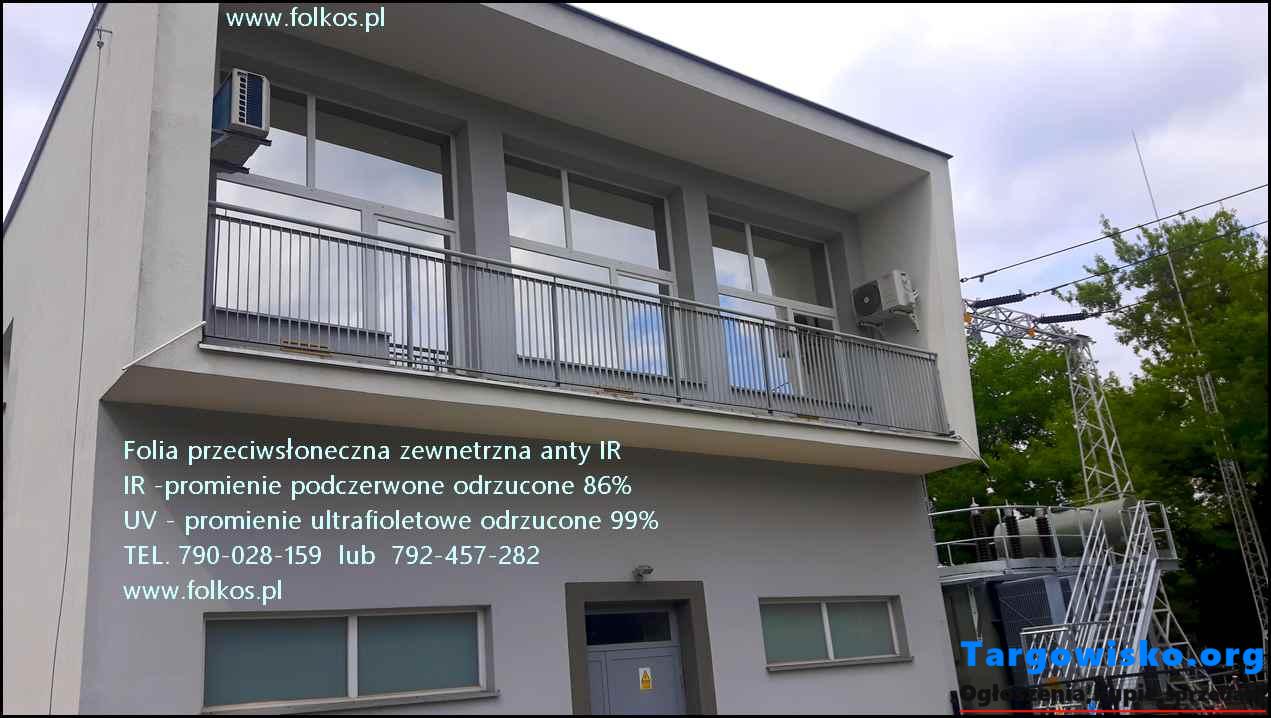 www.folkos.pl
Folia przeciwsłoneczna zewnetrzna anty IR
IR -promienie podczerwone odrzucone 86%
UV - promienie ultrafioletowe odrzucone 99%
TEL. 790-028-159 lub 792-457-282
www.folkos.pl
Targowisko.org
Ogłoszenia